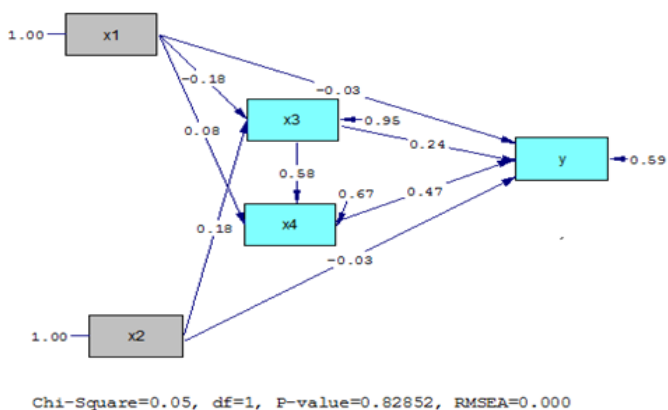 1.00
x1
-0.18
-0.03
x3
0.95
0.08
0.24
y
0.59
0.58
0.67
0.47
x4
0.18
-0.03
1.00
x2
Chi-Square=0.05, df=1, P-value=0.82852, RMSEA=0.000